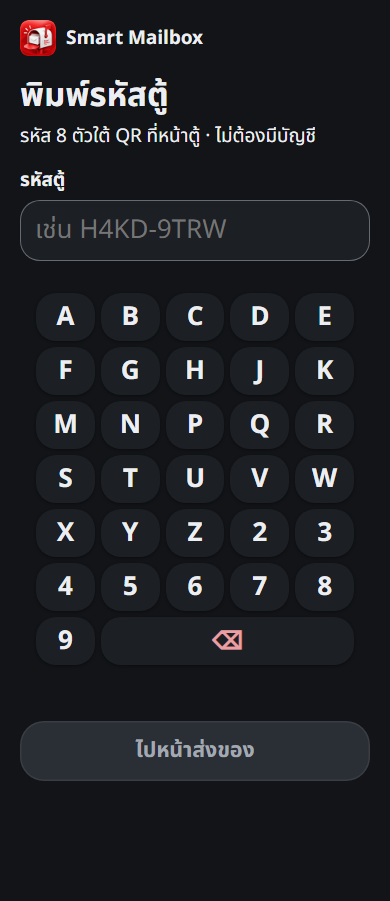 Smart Mailbox
พิมพ์รหัสตู้
รหัส 8 ตัวใต้ QR ที่หน้าตู้ · ไม่ต้องมีบัญชี
รหัสตู้
เช่น H4KD-9TRW
A B C D E
F G H J K
M N P Q R
S T U V W
X Y Z 2 3
4 5 6 7 8
9 ⌫
ไปหน้าส่งของ